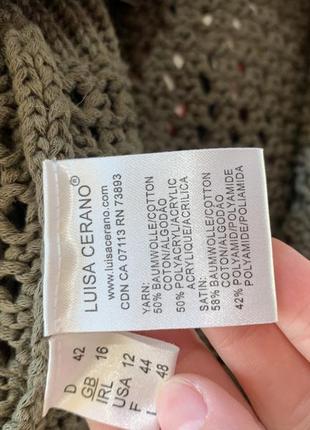 LUISA CERANO®
www.luisacerano.com
CDN CA 07113 RN 73893
YARN:
50% BAUMWOLLE/COTTON
COTON/ALGODÃO
50% POLYACRYL/ACRYLIC
ACRYLIQUE/ACRILICA
SATIN:
58% BAUMWOLLE/COTTON
COTON/ALGODÃO
42% POLYAMID/POLYAMIDE
POLYAMIDE/POLIAMIDA
D 42
GB 16
IRL
USA 12
F 44
I 48